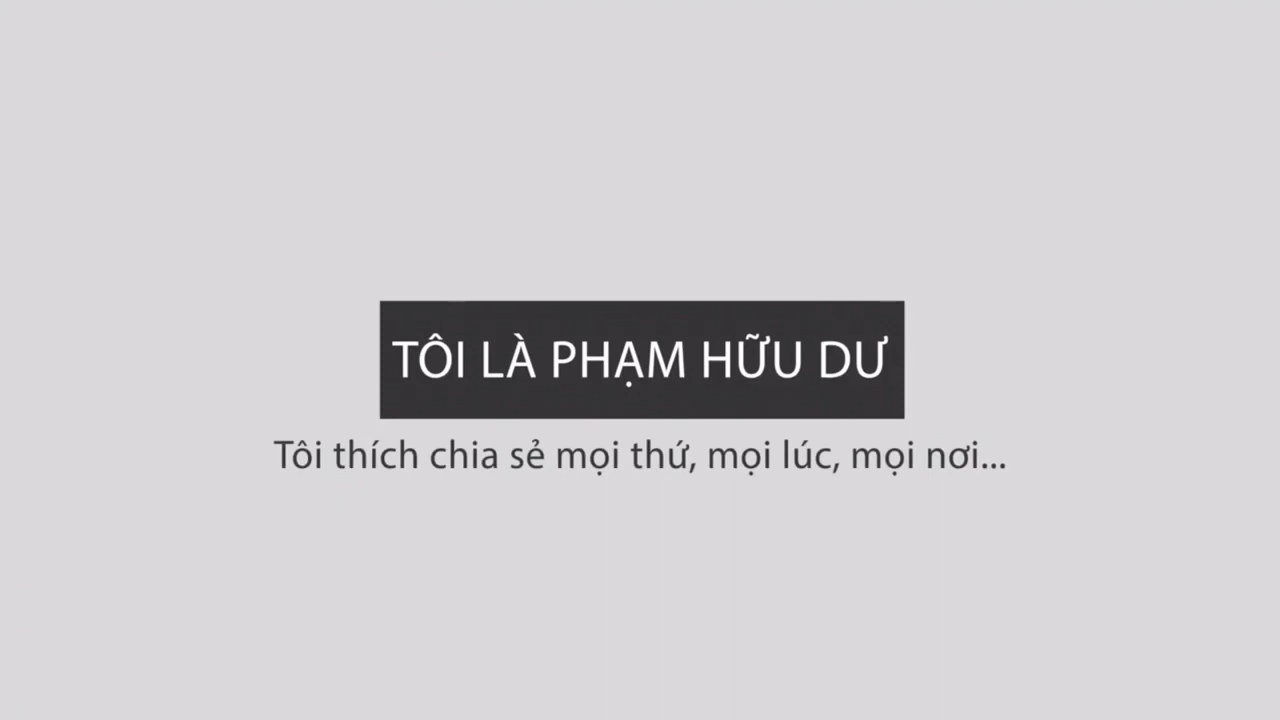 TÔI LÀ PHẠM HỮU DƯ
Tôi thích chia sẻ mọi thứ, mọi lúc, mọi nơi...